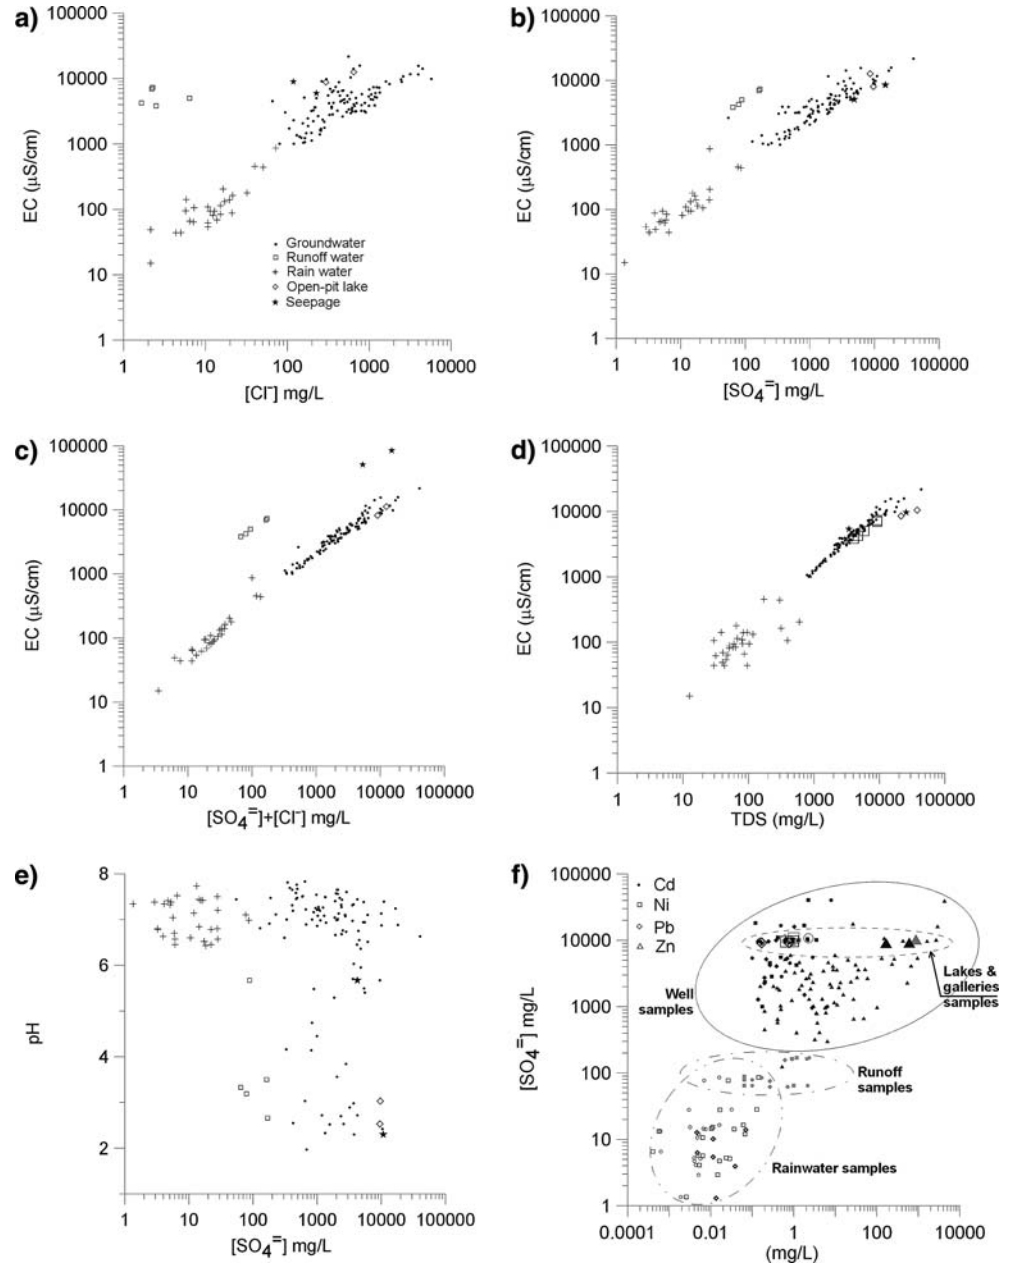 a)
100000
10000
1000
100
10
1
EC (µS/cm)
Groundwater
Runoff water
Rain water
Open-pit lake
Seepage
1 10 100 1000 10000
[Cl⁻] mg/L
b)
100000
10000
1000
100
10
1
EC (µS/cm)
1 10 100 1000 10000 100000
[SO₄⁼] mg/L
c)
100000
10000
1000
100
10
1
EC (µS/cm)
1 10 100 1000 10000 100000
[SO₄⁼]+[Cl⁻] mg/L
d)
100000
10000
1000
100
10
1
EC (µS/cm)
1 10 100 1000 10000 100000
TDS (mg/L)
e)
8
6
4
2
pH
1 10 100 1000 10000 100000
[SO₄⁼] mg/L
f)
100000
10000
1000
100
10
1
[SO₄⁼] mg/L
Cd
Ni
Pb
Zn
Well
samples
Lakes &
galleries
samples
Runoff
samples
Rainwater samples
0.0001 0.01 1 100 10000
(mg/L)